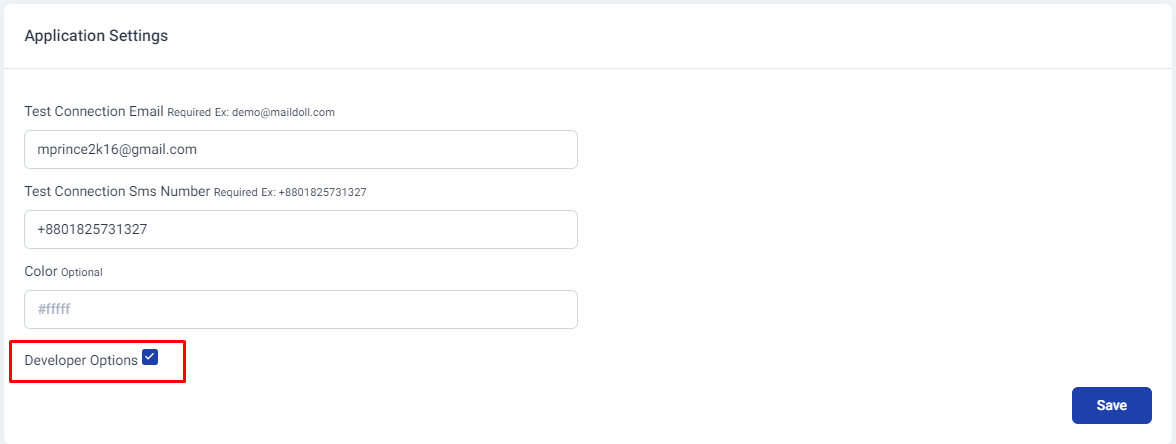 Application Settings
Test Connection Email Required Ex: demo@maildoll.com
mprince2k16@gmail.com
Test Connection Sms Number Required Ex: +8801825731327
+8801825731327
Color Optional
#fffff
Developer Options
Save